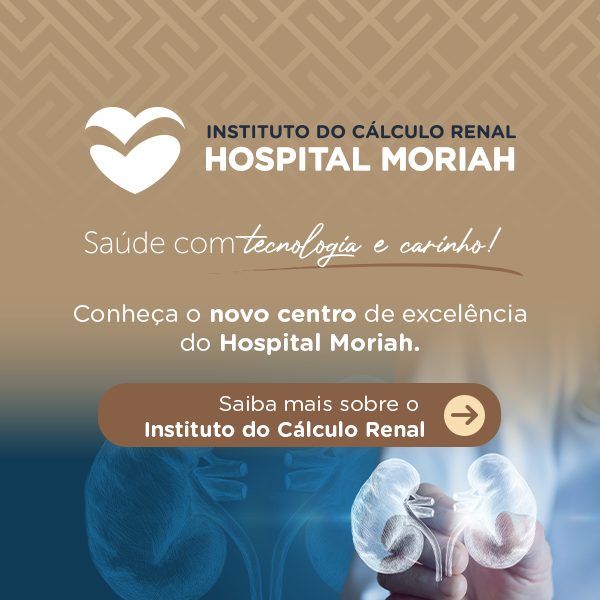 INSTITUTO DO CÁLCULO RENAL
HOSPITAL MORIAH
Saúde com tecnologia e carinho!
Conheça o novo centro de excelência
do Hospital Moriah.
Saiba mais sobre o
Instituto do Cálculo Renal